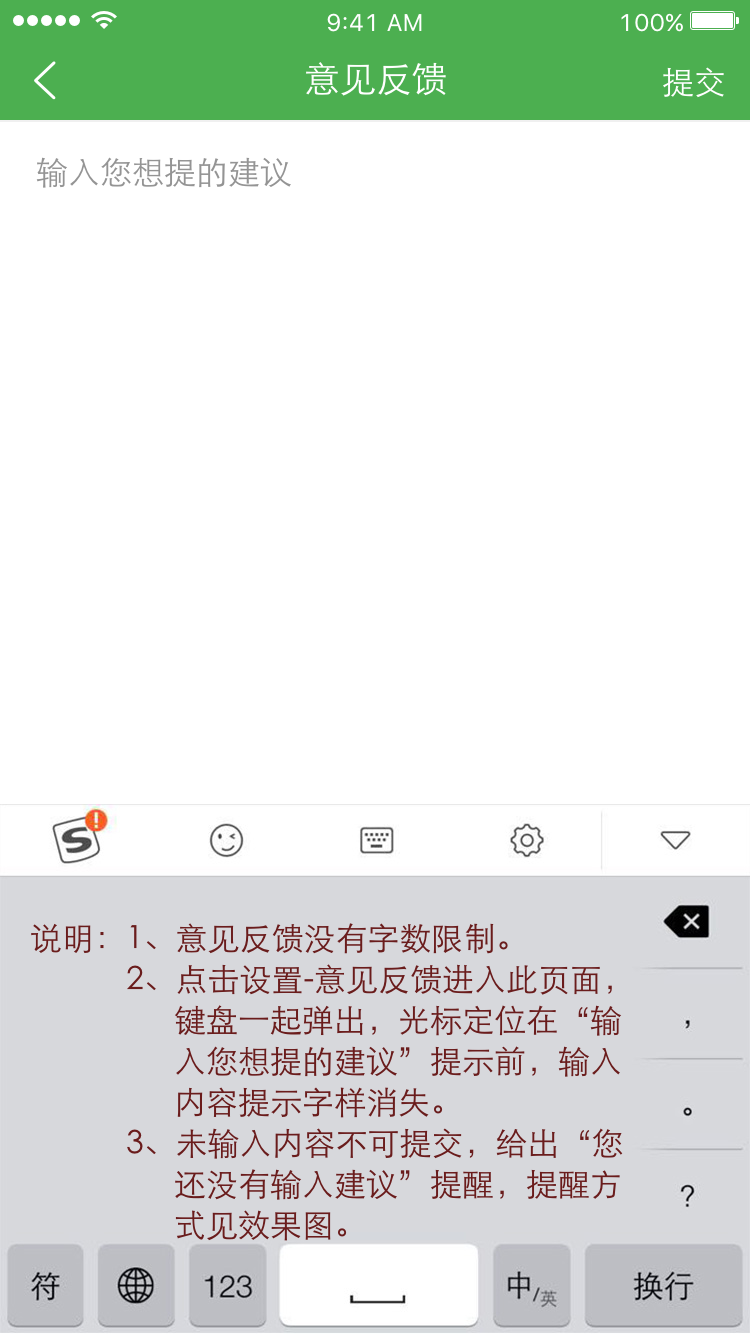 9:41 AM
100%
意见反馈
提交
输入您想提的建议
S
!
说明：1、意见反馈没有字数限制。
2、点击设置-意见反馈进入此页面，
键盘一起弹出，光标定位在“输
入您想提的建议”提示前，输入
内容提示字样消失。
3、未输入内容不可提交，给出“您
还没有输入建议”提醒，提醒方
式见效果图。
，
。
？
符
123
中/英
换行